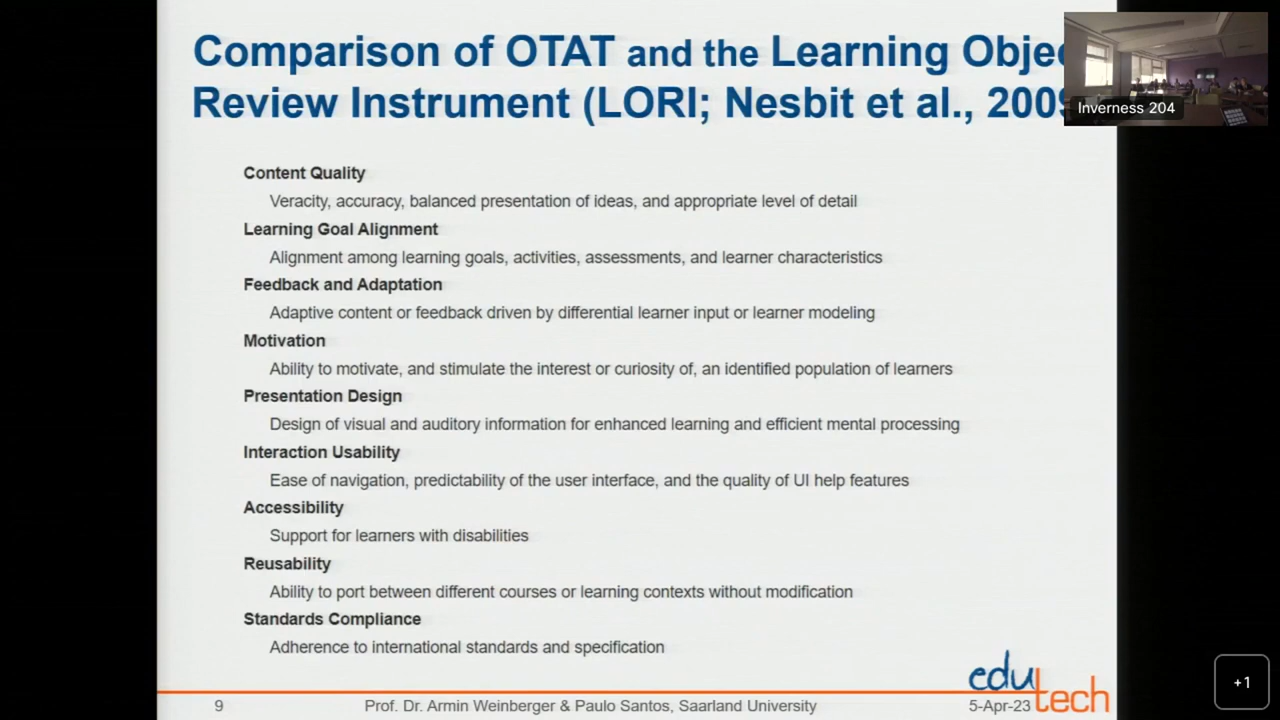 Comparison of OTAT and the Learning Objec
Review Instrument (LORI; Nesbit et al., 2009
Inverness 204
Content Quality
Veracity, accuracy, balanced presentation of ideas, and appropriate level of detail
Learning Goal Alignment
Alignment among learning goals, activities, assessments, and learner characteristics
Feedback and Adaptation
Adaptive content or feedback driven by differential learner input or learner modeling
Motivation
Ability to motivate, and stimulate the interest or curiosity of, an identified population of learners
Presentation Design
Design of visual and auditory information for enhanced learning and efficient mental processing
Interaction Usability
Ease of navigation, predictability of the user interface, and the quality of UI help features
Accessibility
Support for learners with disabilities
Reusability
Ability to port between different courses or learning contexts without modification
Standards Compliance
Adherence to international standards and specification
9 Prof. Dr. Armin Weinberger & Paulo Santos, Saarland University 5-Apr-23
edutech
+1